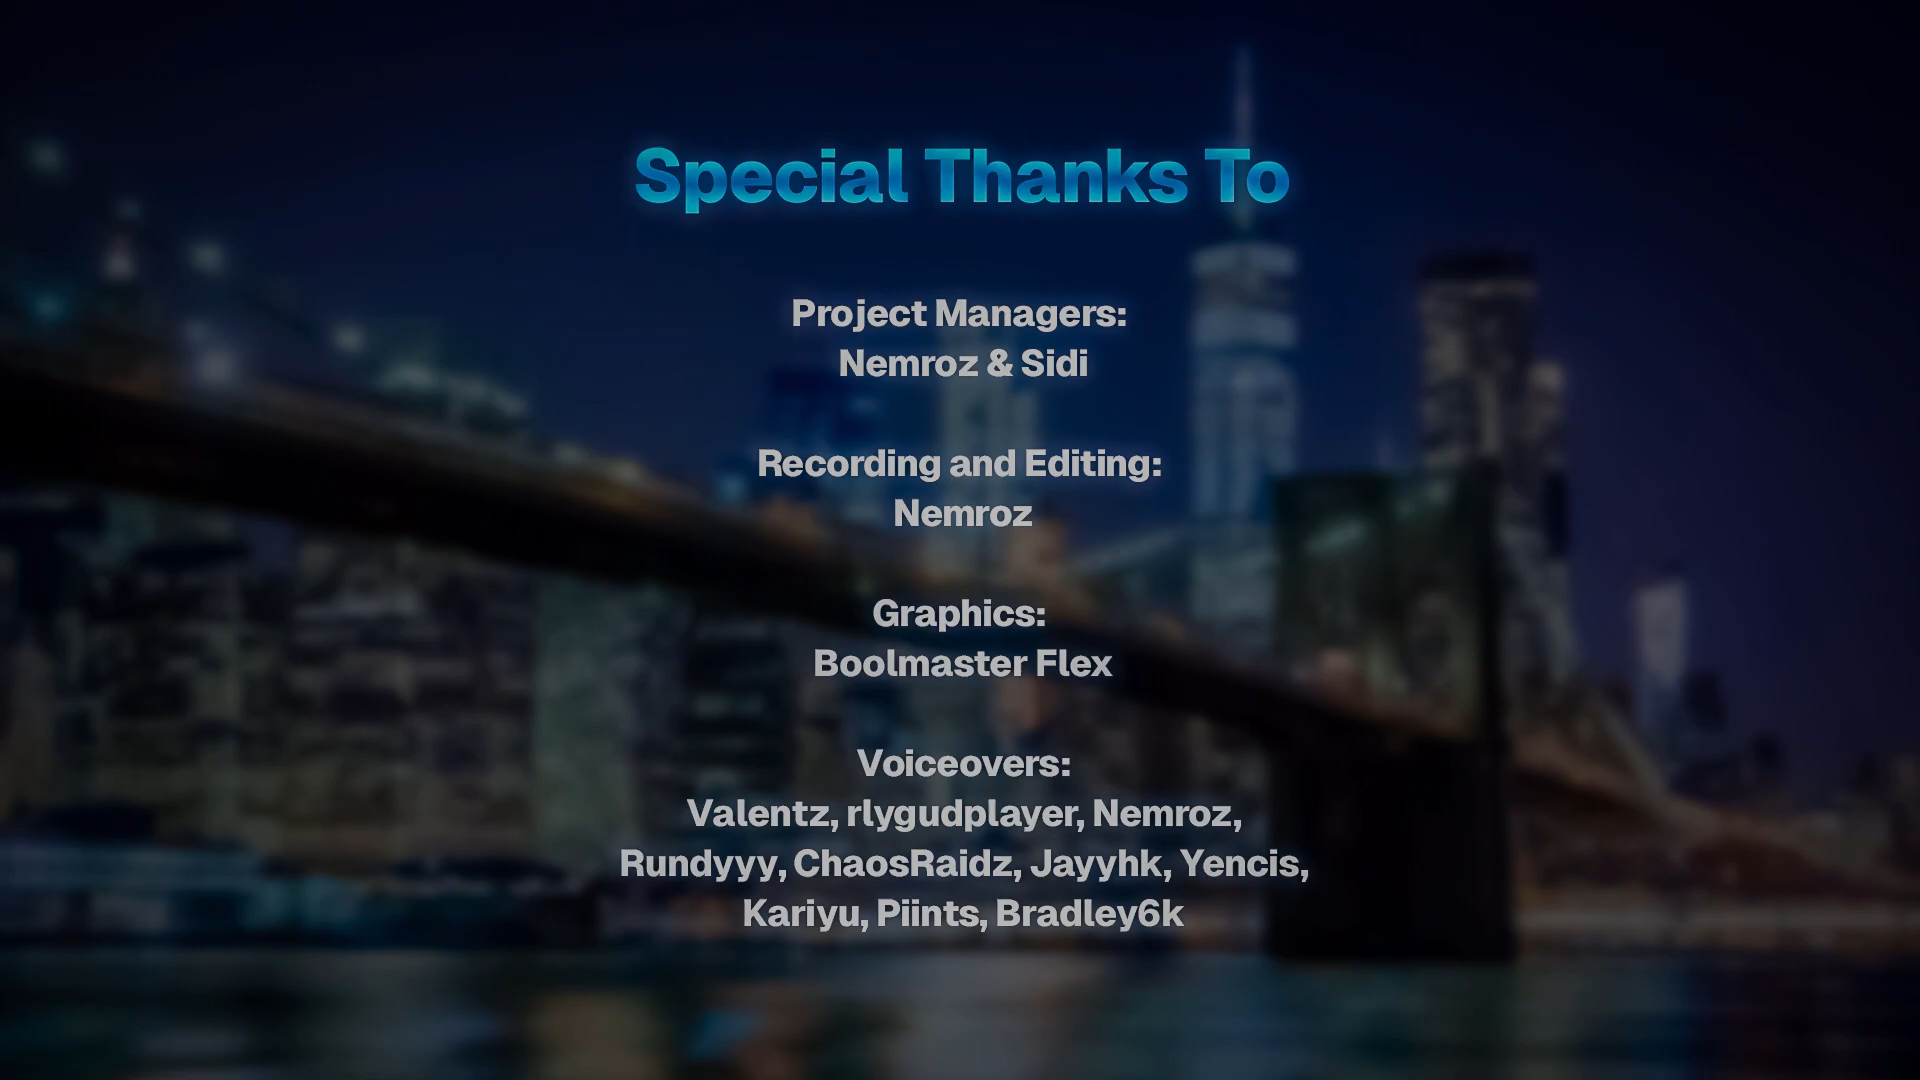 Special Thanks To
Project Managers:
Nemroz & Sidi
Recording and Editing:
Nemroz
Graphics:
Boolmaster Flex
Voiceovers:
Valentz, rlygudplayer, Nemroz,
Rundyyy, ChaosRaidz, Jayyhk, Yencis,
Kariyu, Piints, Bradley6k